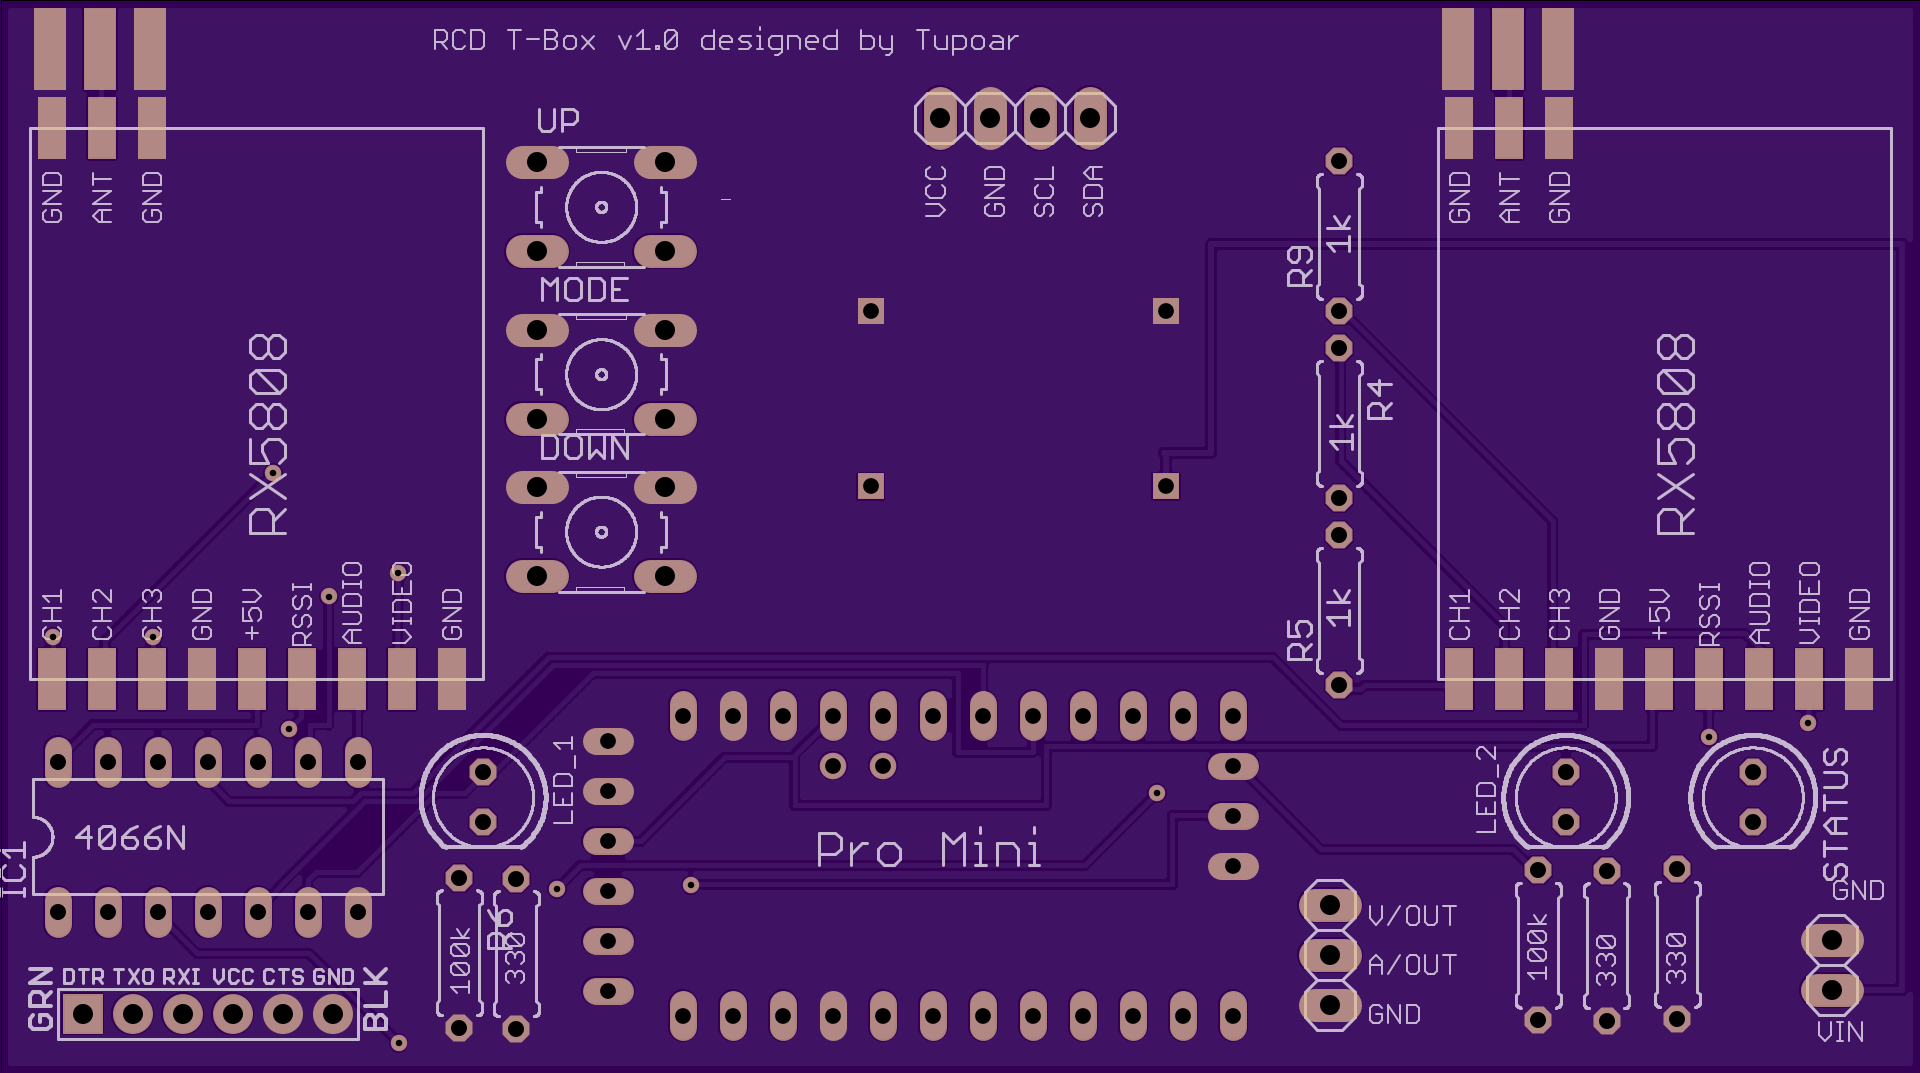 RCD T-Box v1.0 designed by Tupoar
UP
MODE
DOWN
VCC
GND
SCL
SDA
GND
ANT
GND
RX5808
CH1
CH2
CH3
GND
+5V
RSSI
AUDIO
VIDEO
GND
R9
1k
R4
1k
R5
1k
GND
ANT
GND
RX5808
CH1
CH2
CH3
GND
+5V
RSSI
AUDIO
VIDEO
GND
IC1
4066N
LED_1
Pro Mini
LED_2
STATUS
100k
R6
330
V/OUT
A/OUT
GND
100k
330
330
GND
VIN
GRN
DTR TXO RXI VCC CTS GND
BLK